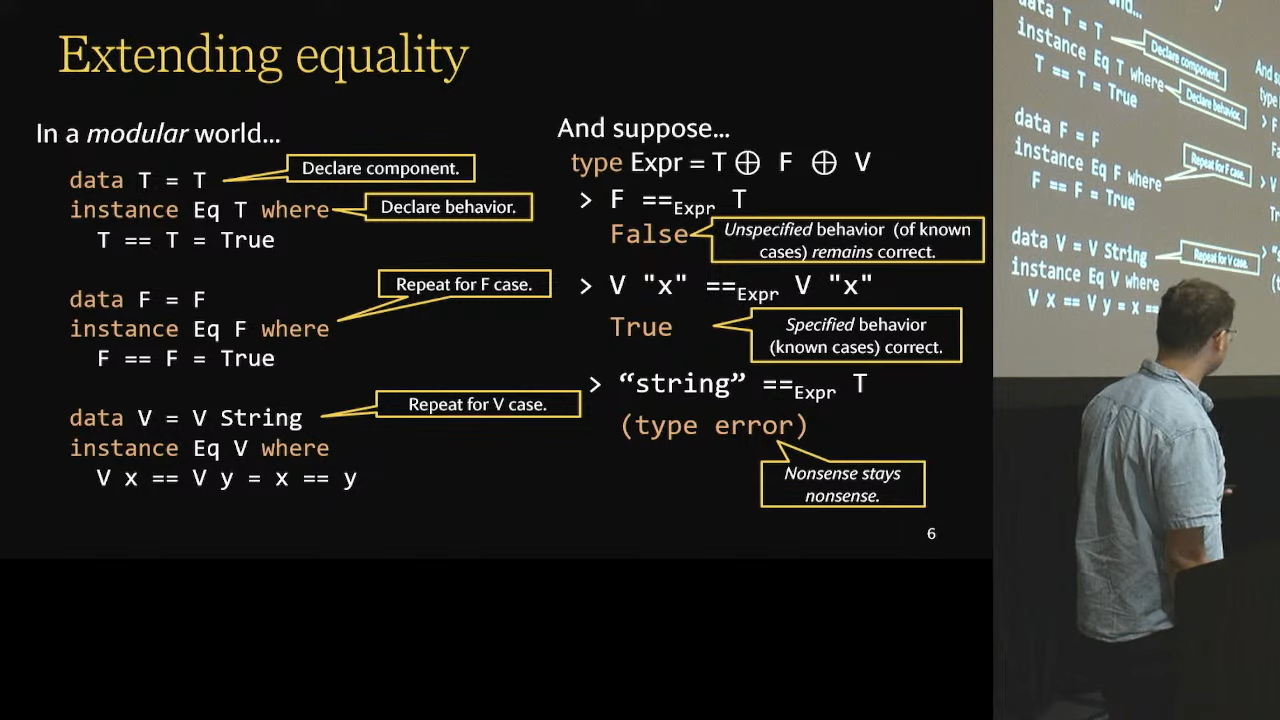 Extending equality
In a modular world…
data T = T
Declare component.
instance Eq T where
Declare behavior.
T == T = True
data F = F
Repeat for F case.
instance Eq F where
F == F = True
data V = V String
Repeat for V case.
instance Eq V where
V x == V y = x == y
And suppose…
type Expr = T ⊕ F ⊕ V
> F ==Expr T
False
Unspecified behavior (of known
cases) remains correct.
> V "x" ==Expr V "x"
True
Specified behavior
(known cases) correct.
> “string” ==Expr T
(type error)
Nonsense stays
nonsense.
6
data T = T
Declare component.
instance Eq T where
Declare behavior.
T == T = True
data F = F
Repeat for F case.
instance Eq F where
F == F = True
data V = V String
Repeat for V case.
instance Eq V where
V x == V y = x ==